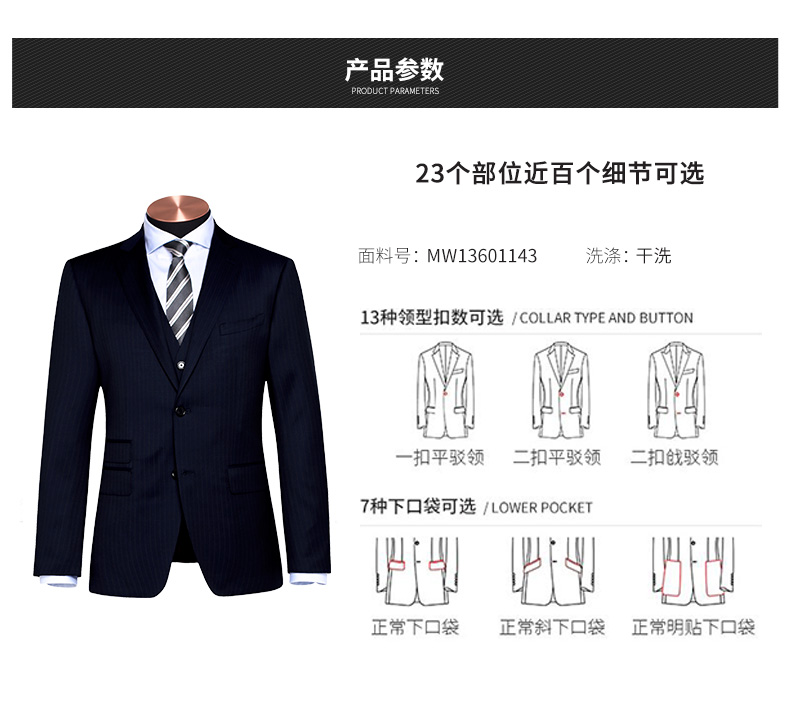 产品参数
PRODUCT PARAMETERS
23个部位近百个细节可选
面料号：MW13601143 洗涤：干洗
13种领型扣数可选 / COLLAR TYPE AND BUTTON
一扣平驳领 二扣平驳领 二扣戗驳领
7种下口袋可选 / LOWER POCKET
正常下口袋 正常斜下口袋 正常明贴下口袋